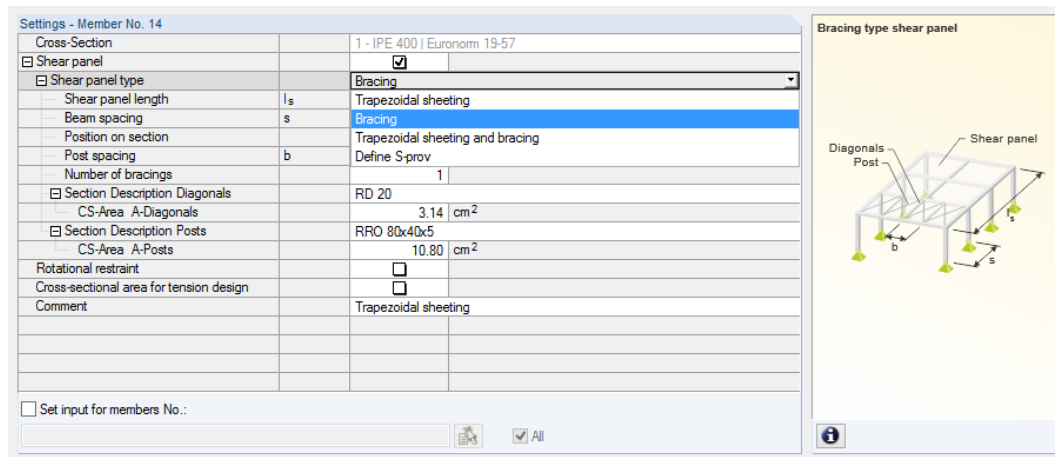 Settings - Member No. 14
Cross-Section 1 - IPE 400 | Euronorm 19-57
Shear panel
Shear panel type Bracing
Shear panel length ls Trapezoidal sheeting
Beam spacing s Bracing
Position on section Trapezoidal sheeting and bracing
Post spacing b Define S-prov
Number of bracings 1
Section Description Diagonals RD 20
CS-Area A-Diagonals 3.14 cm2
Section Description Posts RRO 80x40x5
CS-Area A-Posts 10.80 cm2
Rotational restraint
Cross-sectional area for tension design
Comment Trapezoidal sheeting
Set input for members No.:
All
Bracing type shear panel
Shear panel
Diagonals
Post
ls
b
s